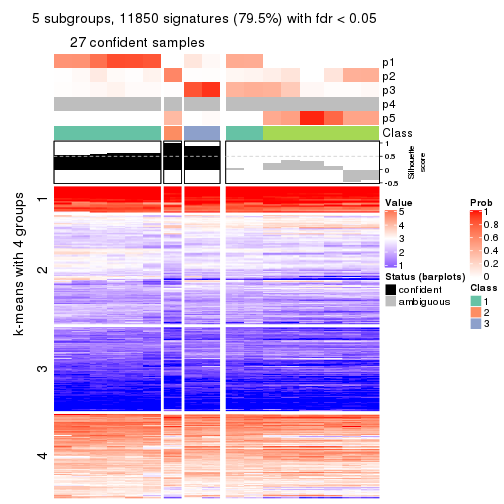 5 subgroups, 11850 signatures (79.5%) with fdr < 0.05
27 confident samples
p1
p2
p3
p4
p5
Class
1
0.5
0
-0.5
Silhouette
score
k-means with 4 groups
1
2
3
4
Value
5
4
3
2
1
Status (barplots)
confident
ambiguous
Prob
1
0.8
0.6
0.4
0.2
0
Class
1
2
3